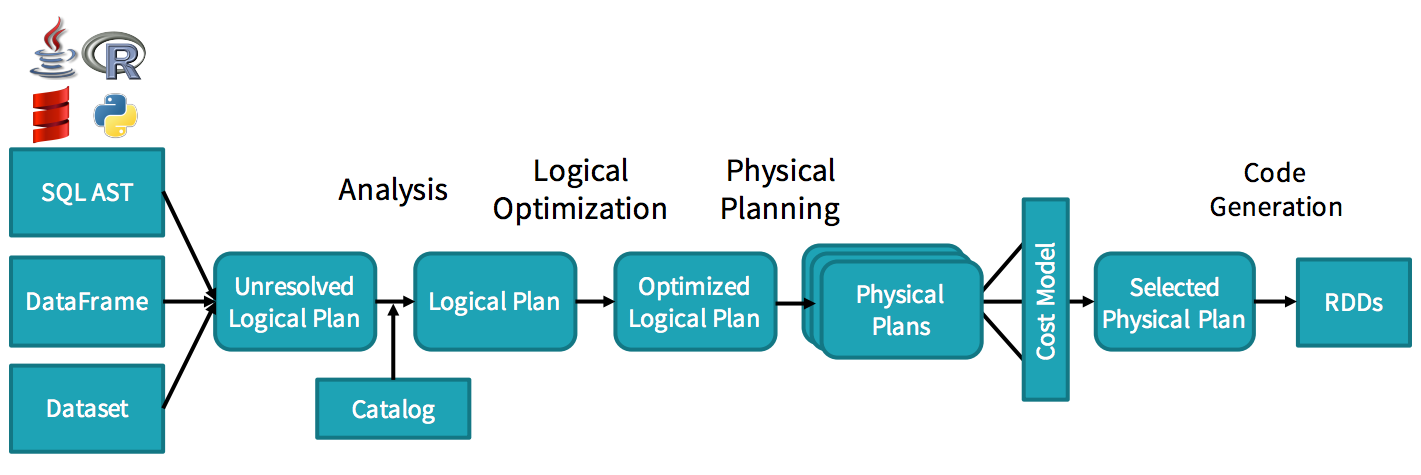 R
SQL AST
DataFrame
Dataset
Unresolved
Logical Plan
Analysis
Catalog
Logical Plan
Logical
Optimization
Optimized
Logical Plan
Physical
Planning
Physical
Plans
Cost Model
Selected
Physical Plan
Code
Generation
RDDs